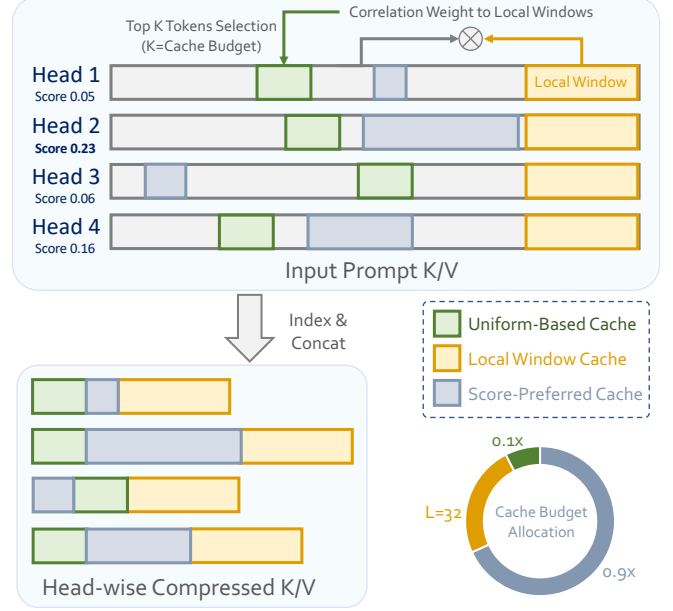 Top K Tokens Selection
(K=Cache Budget)
Correlation Weight to Local Windows
Head 1
Score 0.05
Local Window
Head 2
Score 0.23
Head 3
Score 0.06
Head 4
Score 0.16
Input Prompt K/V
Index &
Concat
Uniform-Based Cache
Local Window Cache
Score-Preferred Cache
Head-wise Compressed K/V
0.1x
L=32
Cache Budget
Allocation
0.9x